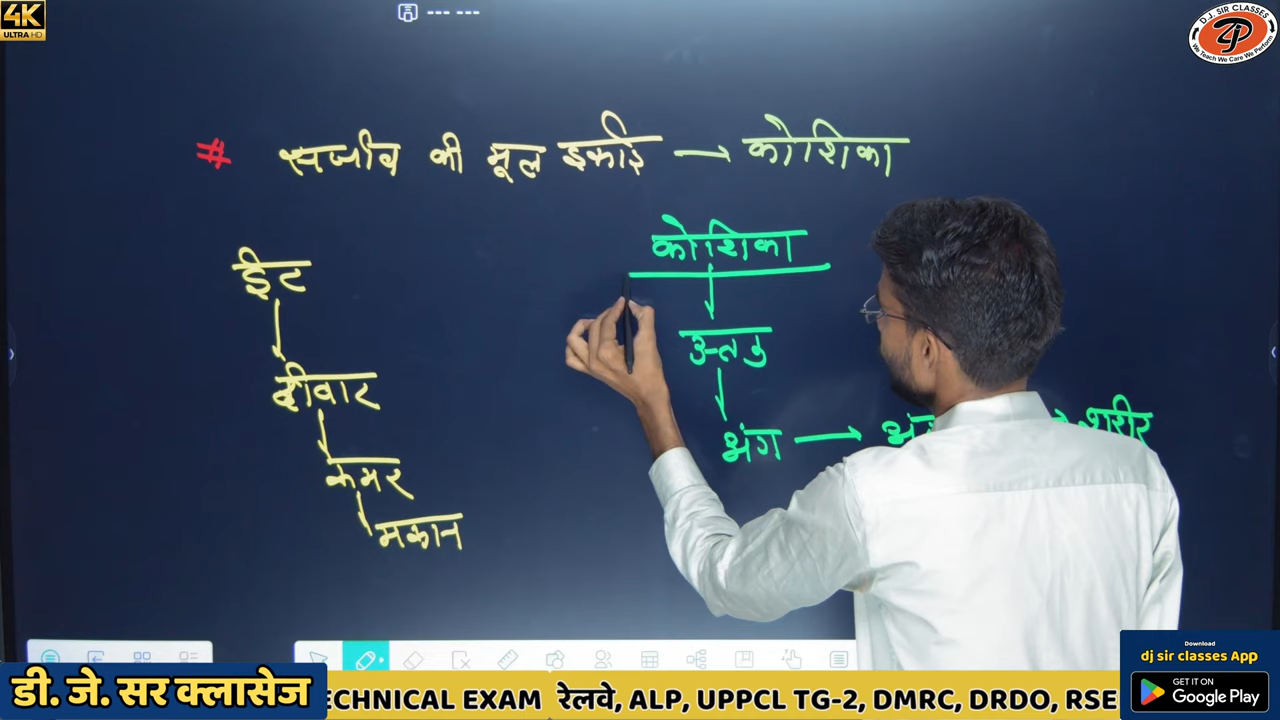 4K
ULTRA HD
D.J. SIR CLASSES
We Teach We Care We Perform
# सजीव की मूल इकाई → कोशिका
ईट
↓
दीवार
↓
कमर
↓
मकान
कोशिका
↓
↓
अंग → → शरीर
डी. जे. सर क्लासेज
ECHNICAL EXAM रेलवे, ALP, UPPCL TG-2, DMRC, DRDO, RSE
Download
dj sir classes App
GET IT ON
Google Play